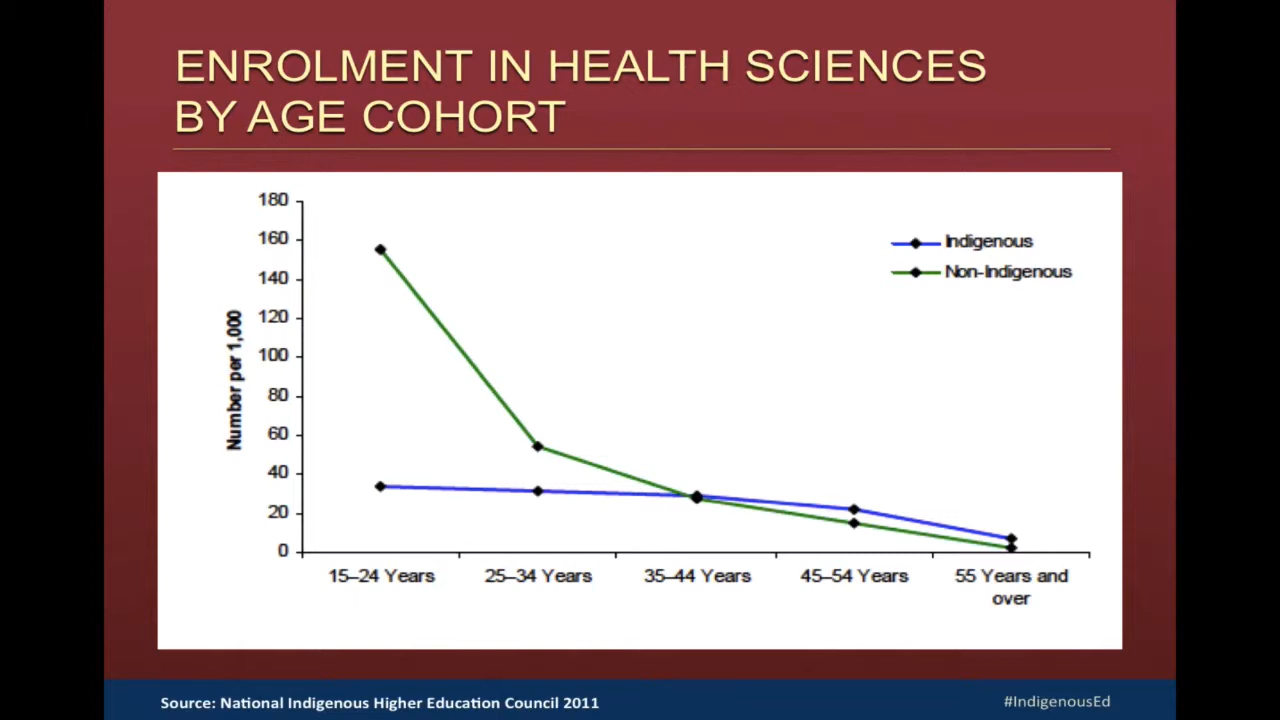 ENROLMENT IN HEALTH SCIENCES
BY AGE COHORT
180
160
140
120
100
80
60
40
20
0
Number per 1,000
Indigenous
Non-Indigenous
15–24 Years
25–34 Years
35–44 Years
45–54 Years
55 Years and
over
Source: National Indigenous Higher Education Council 2011
#IndigenousEd